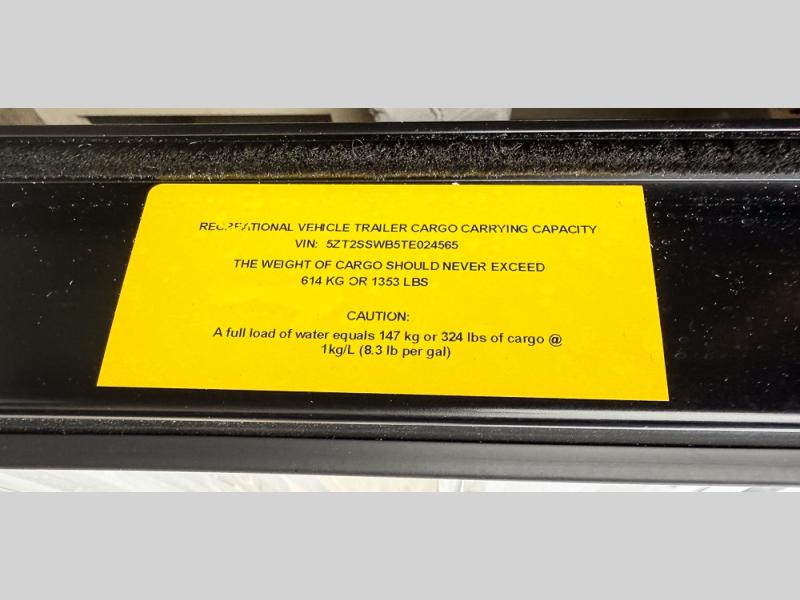 RECREATIONAL VEHICLE TRAILER CARGO CARRYING CAPACITY
VIN: 5ZT2SSWB5TE024565
THE WEIGHT OF CARGO SHOULD NEVER EXCEED
614 KG OR 1353 LBS
CAUTION:
A full load of water equals 147 kg or 324 lbs of cargo @
1kg/L (8.3 lb per gal)